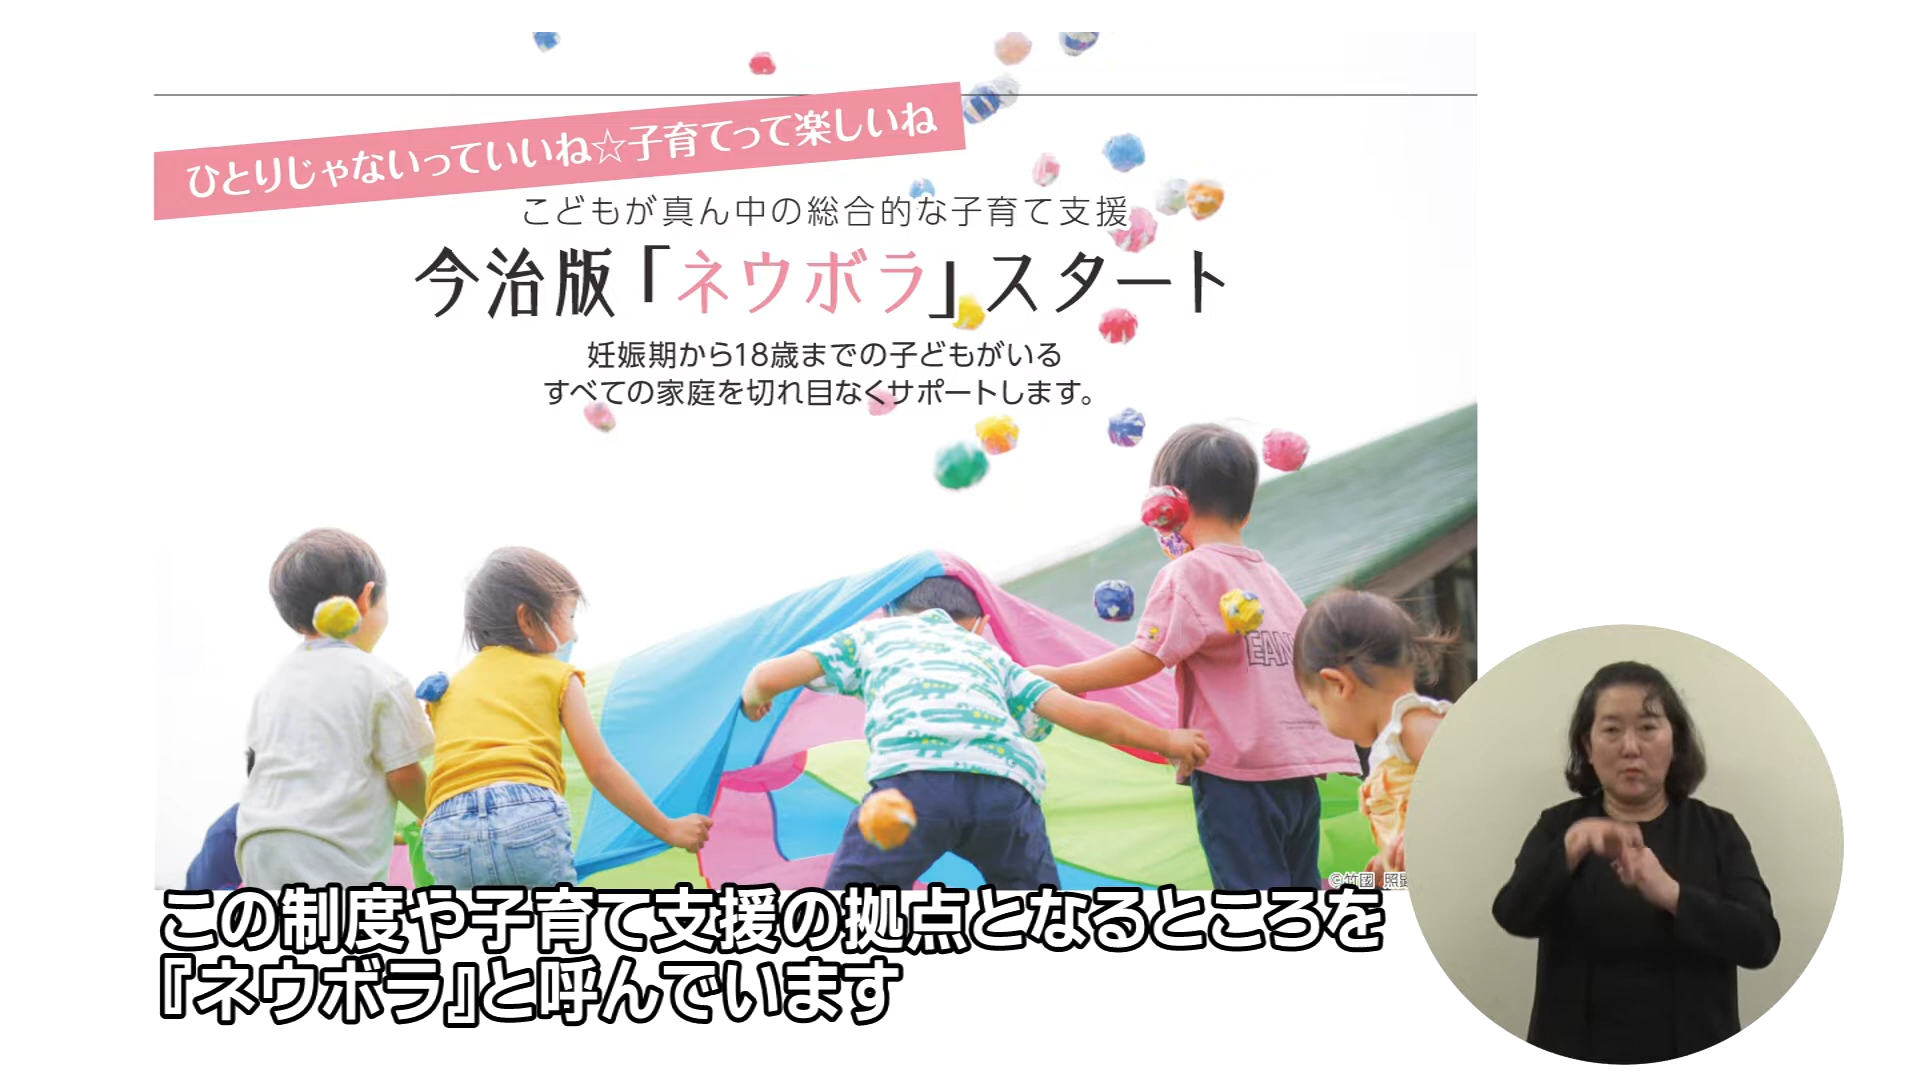 ひとりじゃないっていいね☆子育てって楽しいね
こどもが真ん中の総合的な子育て支援
今治版「ネウボラ」スタート
妊娠期から18歳までの子どもがいる
すべての家庭を切れ目なくサポートします。
©竹國
この制度や子育て支援の拠点となるところを
『ネウボラ』と呼んでいます